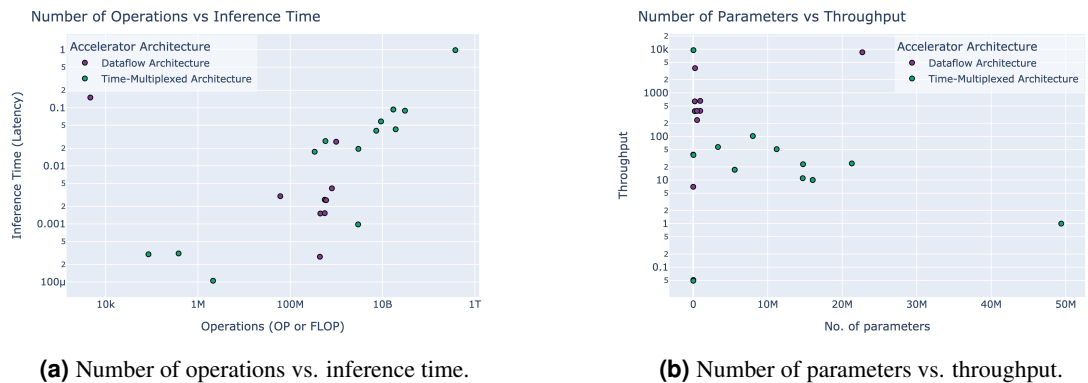 Number of Operations vs Inference Time
Accelerator Architecture
Dataflow Architecture
Time-Multiplexed Architecture
1
5
2
0.1
5
2
0.01
5
2
0.001
5
2
100μ
Inference Time (Latency)
10k
1M
100M
10B
1T
Operations (OP or FLOP)
(a) Number of operations vs. inference time.
Number of Parameters vs Throughput
Accelerator Architecture
Dataflow Architecture
Time-Multiplexed Architecture
2
10k
5
2
1000
5
2
100
5
2
10
5
2
1
5
2
0.1
5
Throughput
0
10M
20M
30M
40M
50M
No. of parameters
(b) Number of parameters vs. throughput.